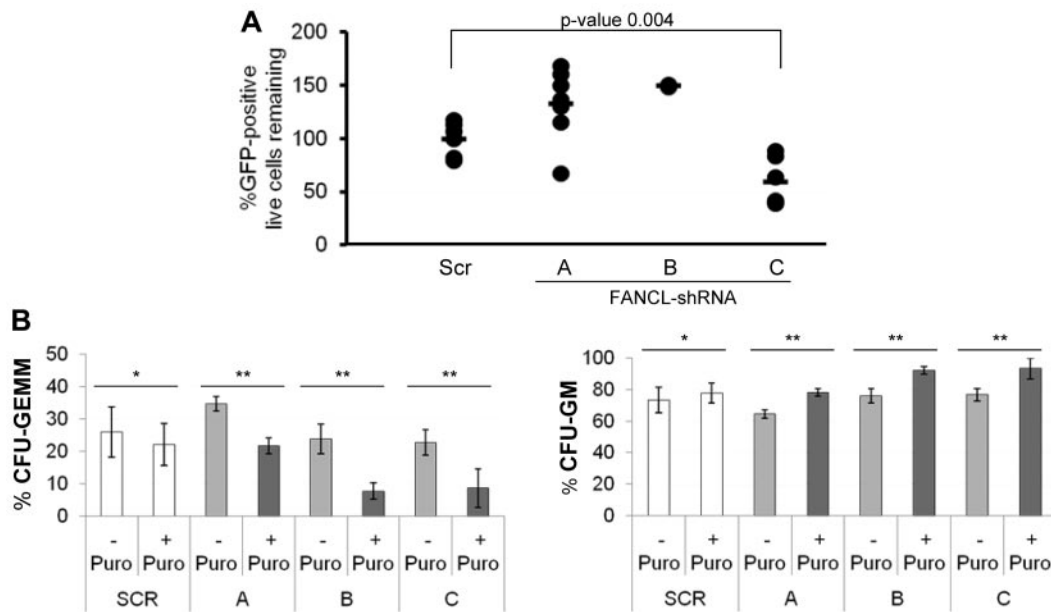 A
p-value 0.004
%GFP-positive
live cells remaining
200
150
100
50
0
Scr A B C
FANCL-shRNA
B
% CFU-GEMM
50
40
30
20
10
0
* ** ** **
- + - + - + - +
Puro Puro Puro Puro Puro Puro Puro Puro
SCR A B C
% CFU-GM
100
80
60
40
20
0
* ** ** **
- + - + - + - +
Puro Puro Puro Puro Puro Puro Puro Puro
SCR A B C